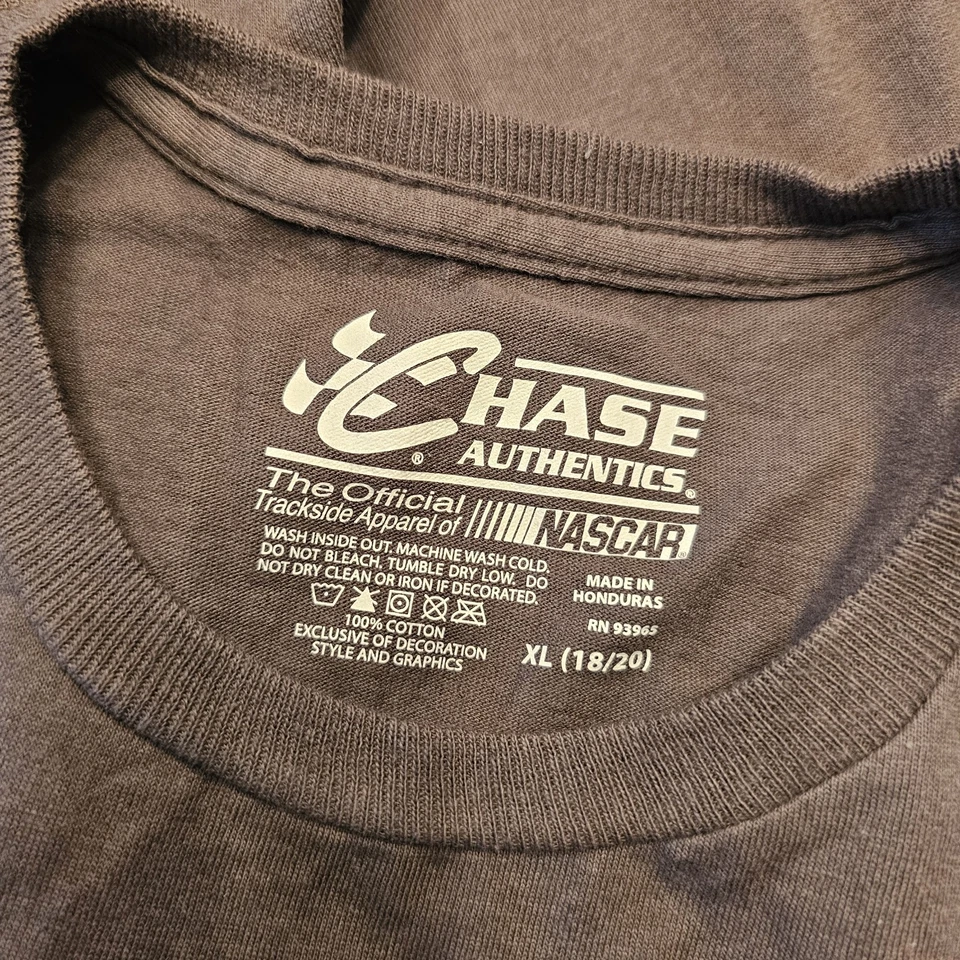 CHASE
AUTHENTICS®
®
The Official
Trackside Apparel of NASCAR®
WASH INSIDE OUT. MACHINE WASH COLD.
DO NOT BLEACH, TUMBLE DRY LOW. DO
NOT DRY CLEAN OR IRON IF DECORATED.
100% COTTON
EXCLUSIVE OF DECORATION
STYLE AND GRAPHICS
MADE IN
HONDURAS
RN 93965
XL (18/20)